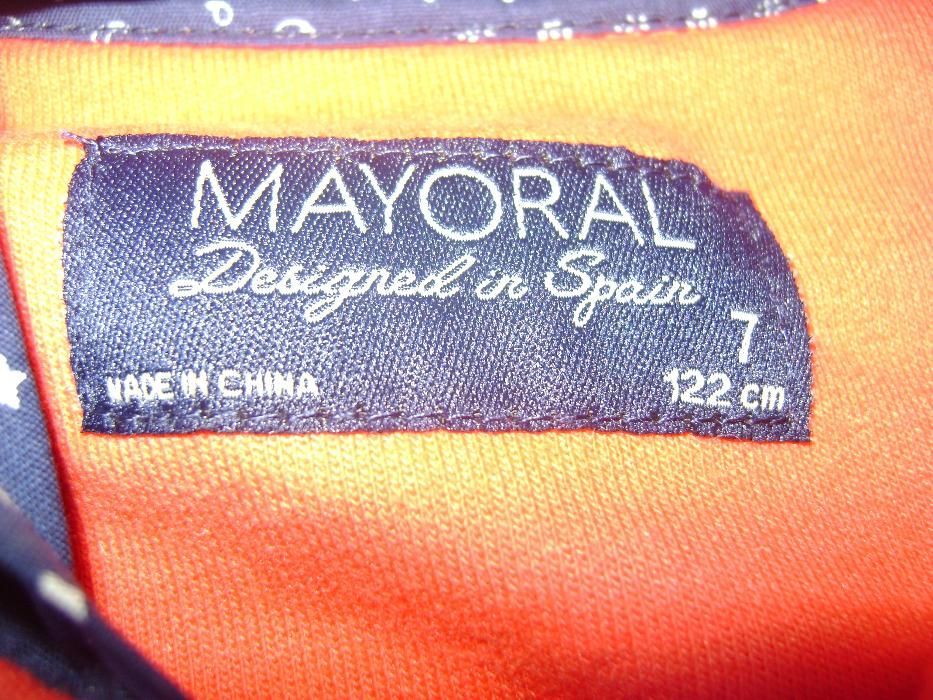 MAYORAL
Designed in Spain
7
MADE IN CHINA
122 cm